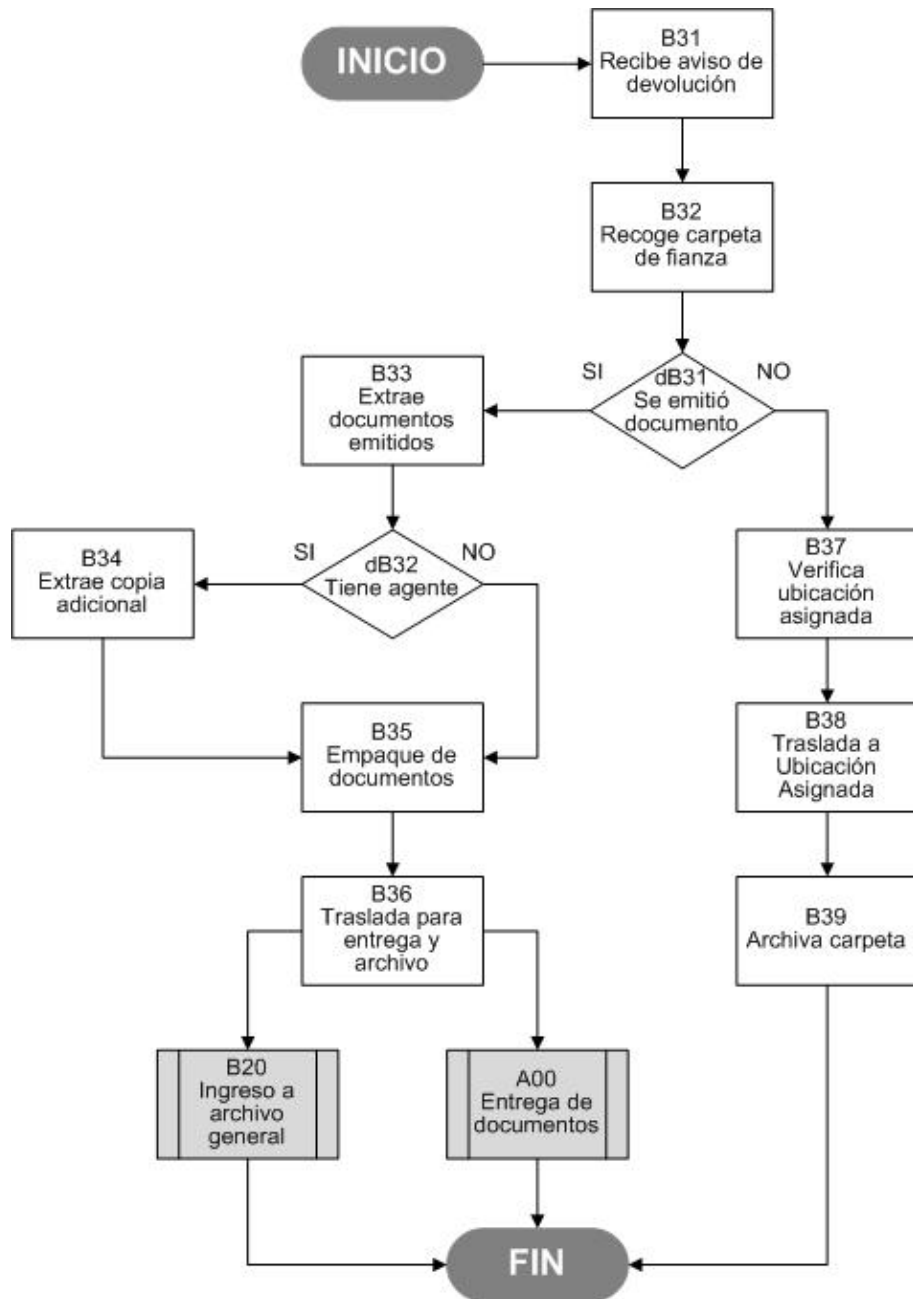 INICIO
B31
Recibe aviso de
devolución
B32
Recoge carpeta
de fianza
SI
dB31
Se emitió
documento
NO
B33
Extrae
documentos
emitidos
SI
dB32
Tiene agente
NO
B34
Extrae copia
adicional
B37
Verifica
ubicación
asignada
B35
Empaque de
documentos
B38
Traslada a
Ubicación
Asignada
B36
Traslada para
entrega y
archivo
B39
Archiva carpeta
B20
Ingreso a
archivo
general
A00
Entrega de
documentos
FIN